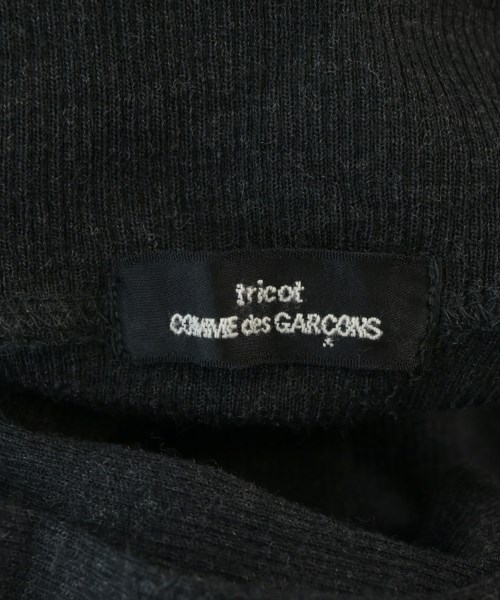 tricot
COMME des GARÇONS
*